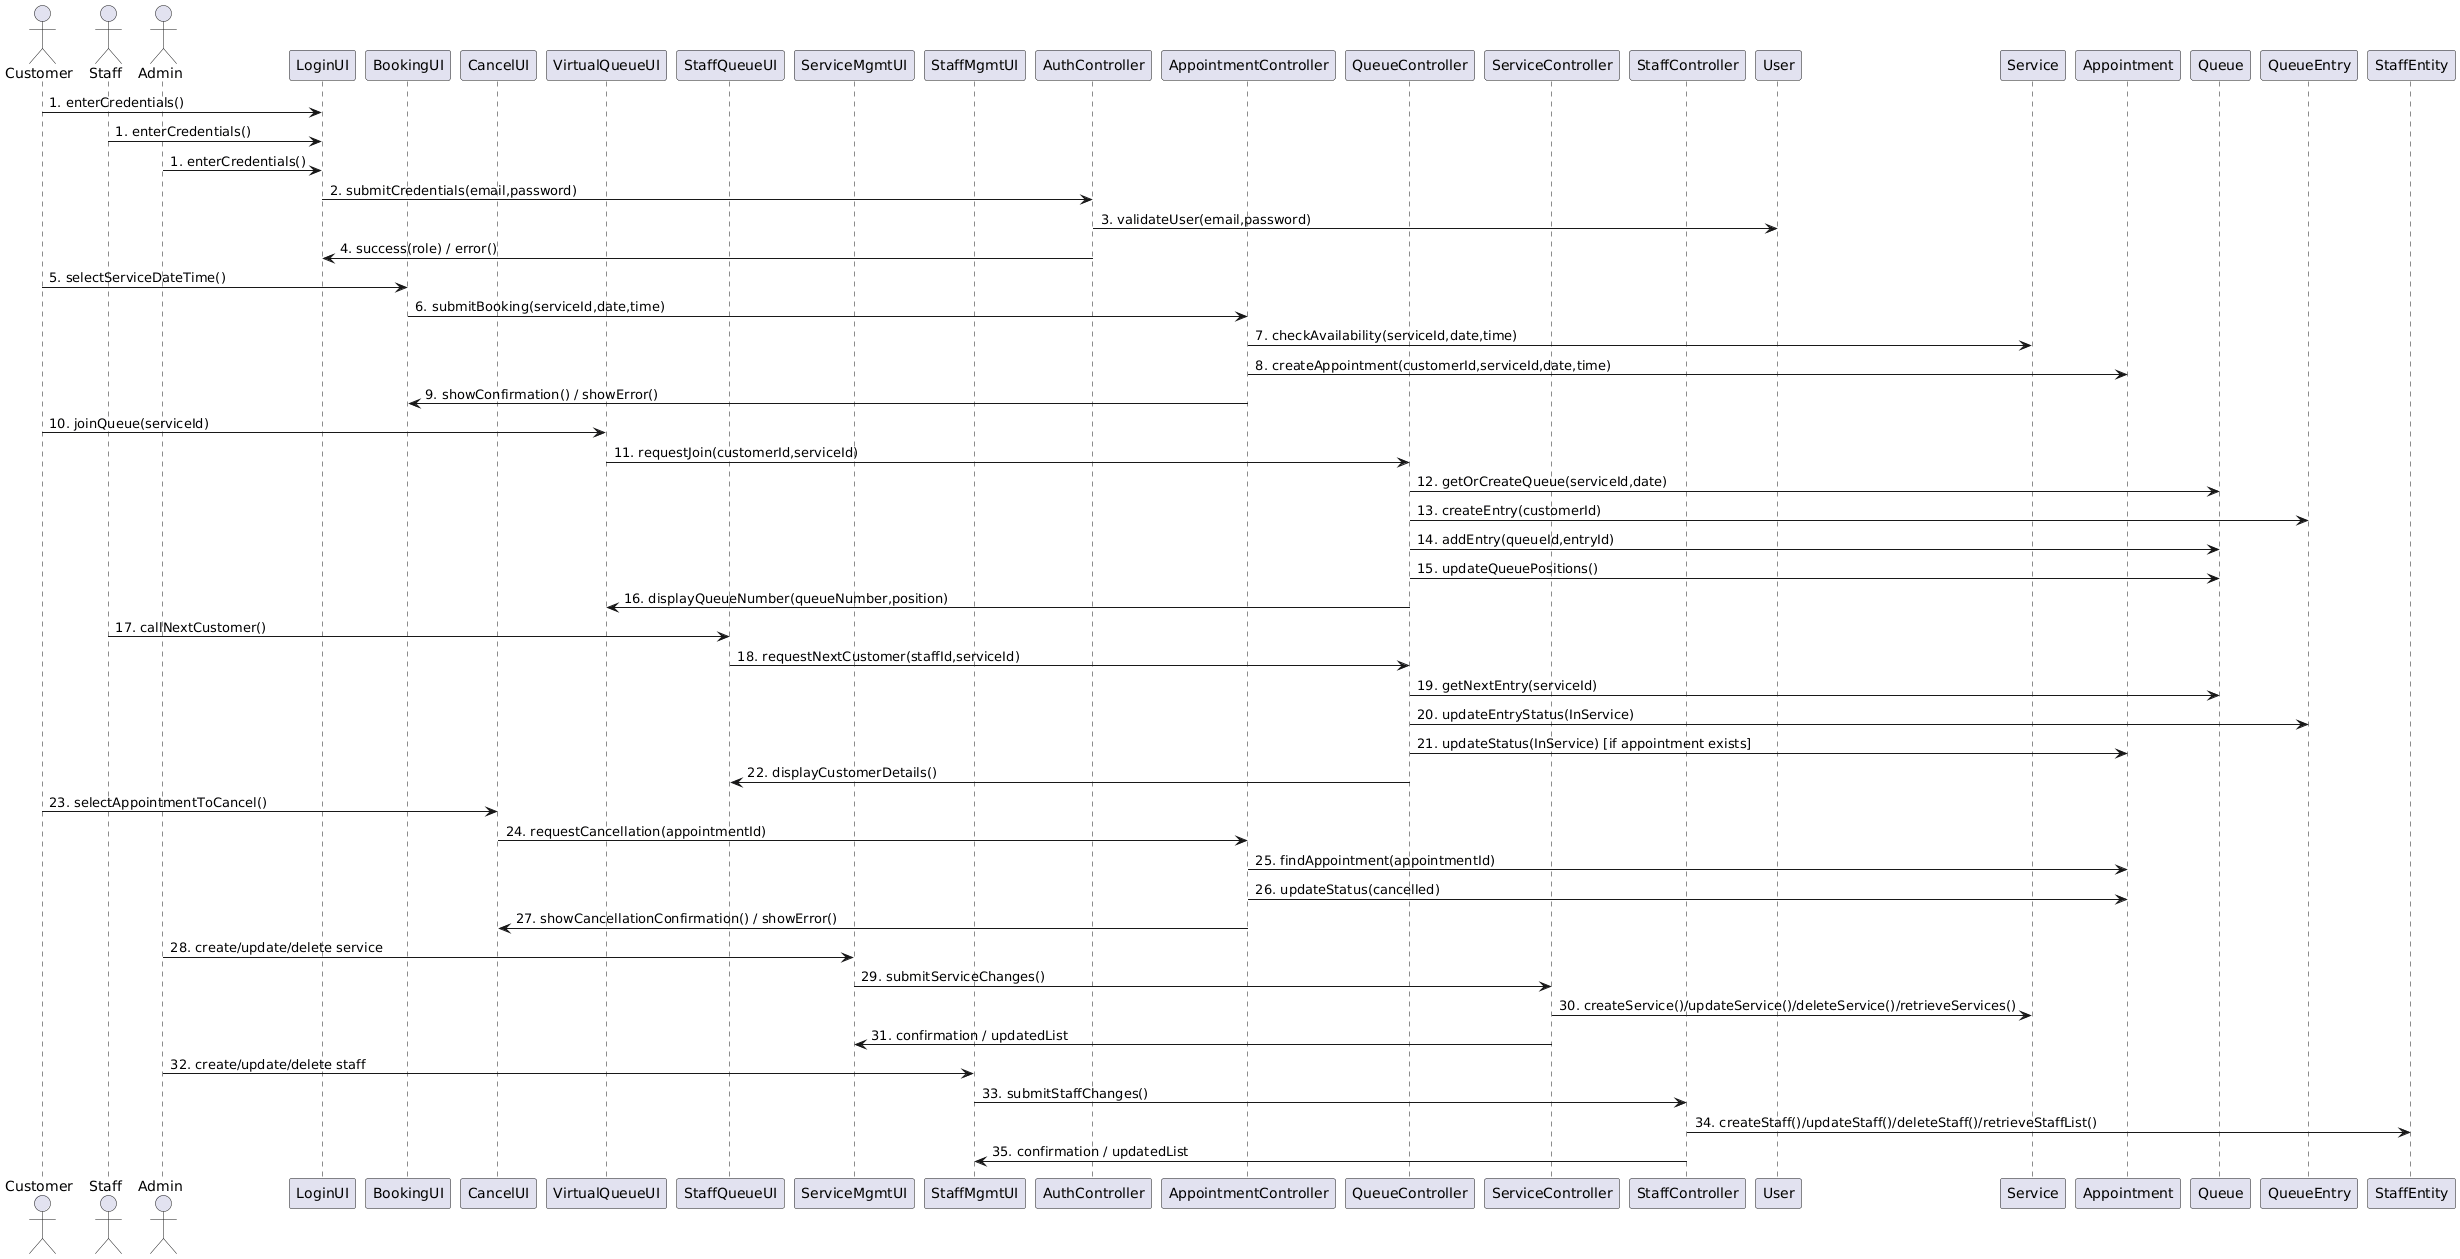 Customer Staff Admin
LoginUI BookingUI CancelUI VirtualQueueUI StaffQueueUI ServiceMgmtUI StaffMgmtUI AuthController AppointmentController QueueController ServiceController StaffController User Service Appointment Queue QueueEntry StaffEntity
1. enterCredentials()
1. enterCredentials()
1. enterCredentials()
2. submitCredentials(email,password)
3. validateUser(email,password)
4. success(role) / error()
5. selectServiceDateTime()
6. submitBooking(serviceId,date,time)
7. checkAvailability(serviceId,date,time)
8. createAppointment(customerId,serviceId,date,time)
9. showConfirmation() / showError()
10. joinQueue(serviceId)
11. requestJoin(customerId,serviceId)
12. getOrCreateQueue(serviceId,date)
13. createEntry(customerId)
14. addEntry(queueId,entryId)
15. updateQueuePositions()
16. displayQueueNumber(queueNumber,position)
17. callNextCustomer()
18. requestNextCustomer(staffId,serviceId)
19. getNextEntry(serviceId)
20. updateEntryStatus(InService)
21. updateStatus(InService) [if appointment exists]
22. displayCustomerDetails()
23. selectAppointmentToCancel()
24. requestCancellation(appointmentId)
25. findAppointment(appointmentId)
26. updateStatus(cancelled)
27. showCancellationConfirmation() / showError()
28. create/update/delete service
29. submitServiceChanges()
30. createService()/updateService()/deleteService()/retrieveServices()
31. confirmation / updatedList
32. create/update/delete staff
33. submitStaffChanges()
34. createStaff()/updateStaff()/deleteStaff()/retrieveStaffList()
35. confirmation / updatedList
Customer Staff Admin
LoginUI BookingUI CancelUI VirtualQueueUI StaffQueueUI ServiceMgmtUI StaffMgmtUI AuthController AppointmentController QueueController ServiceController StaffController User Service Appointment Queue QueueEntry StaffEntity